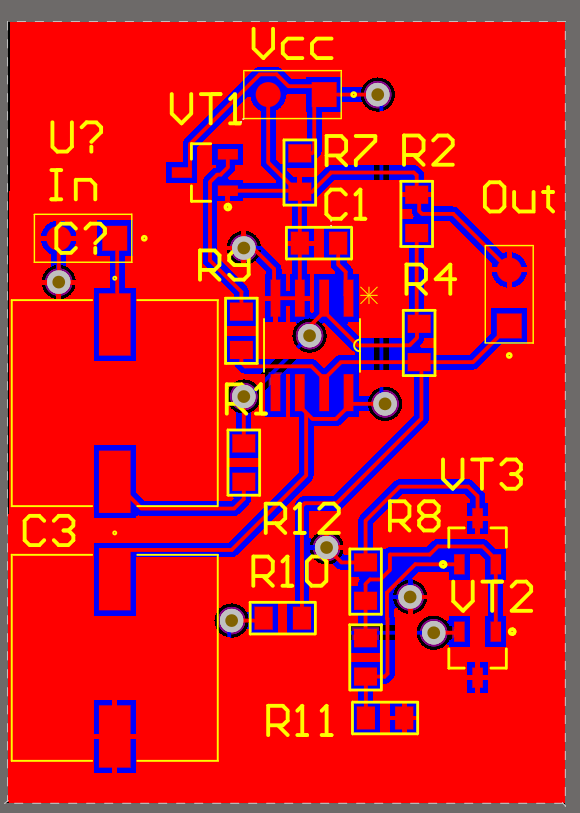 Vcc
VT1
U?
R7 R2
In
C1 Out
C?
R9 R4
R1
VT3
C3 R12 R8
R10
VT2
R11